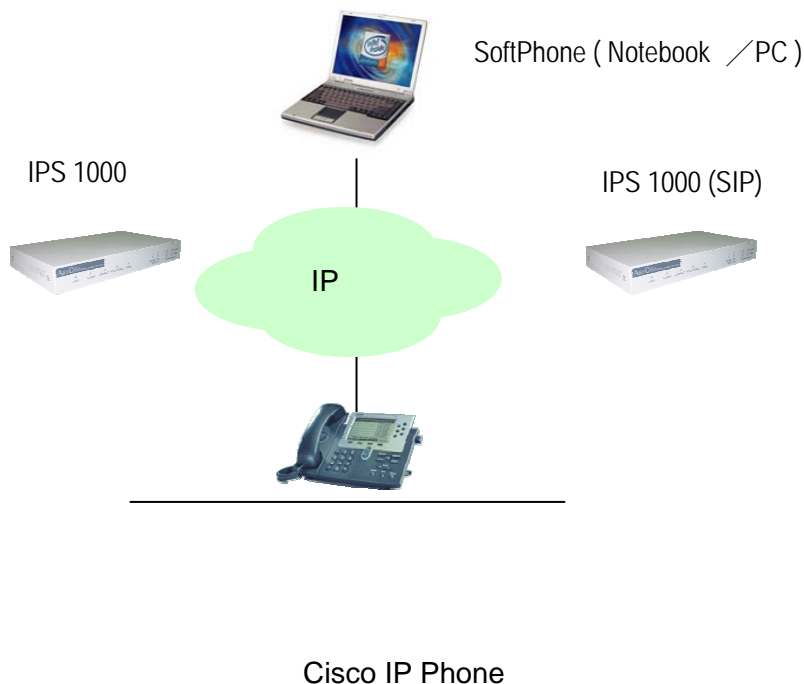 SoftPhone ( Notebook ／PC )
IPS 1000
IPS 1000 (SIP)
IP
Cisco IP Phone